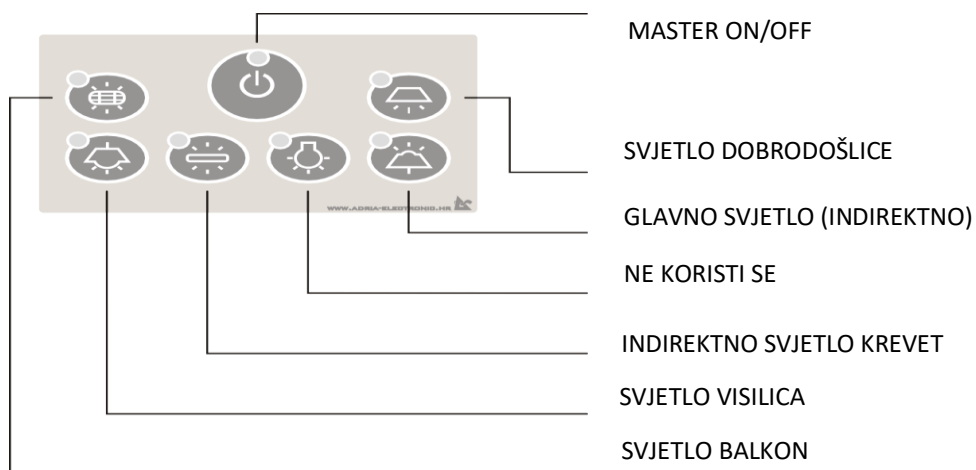 MASTER ON/OFF
SVJETLO DOBRODOŠLICE
WWW.ADRIA-ELECTRONIC.HR
GLAVNO SVJETLO (INDIREKTNO)
NE KORISTI SE
INDIREKTNO SVJETLO KREVET
SVJETLO VISILICA
SVJETLO BALKON